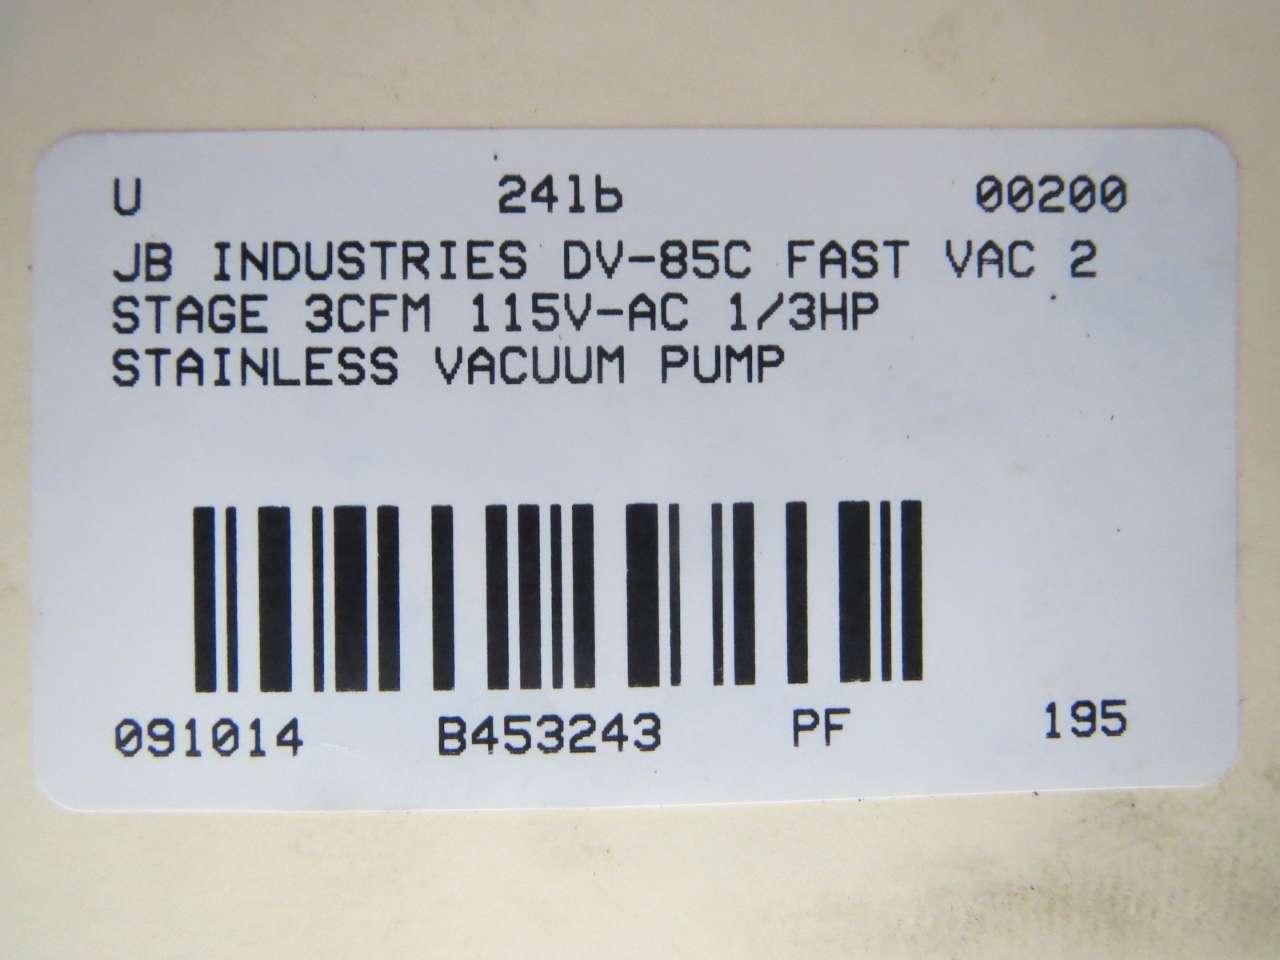 U 24lb 00200
JB INDUSTRIES DV-85C FAST VAC 2
STAGE 3CFM 115V-AC 1/3HP
STAINLESS VACUUM PUMP
091014 B453243 PF 195